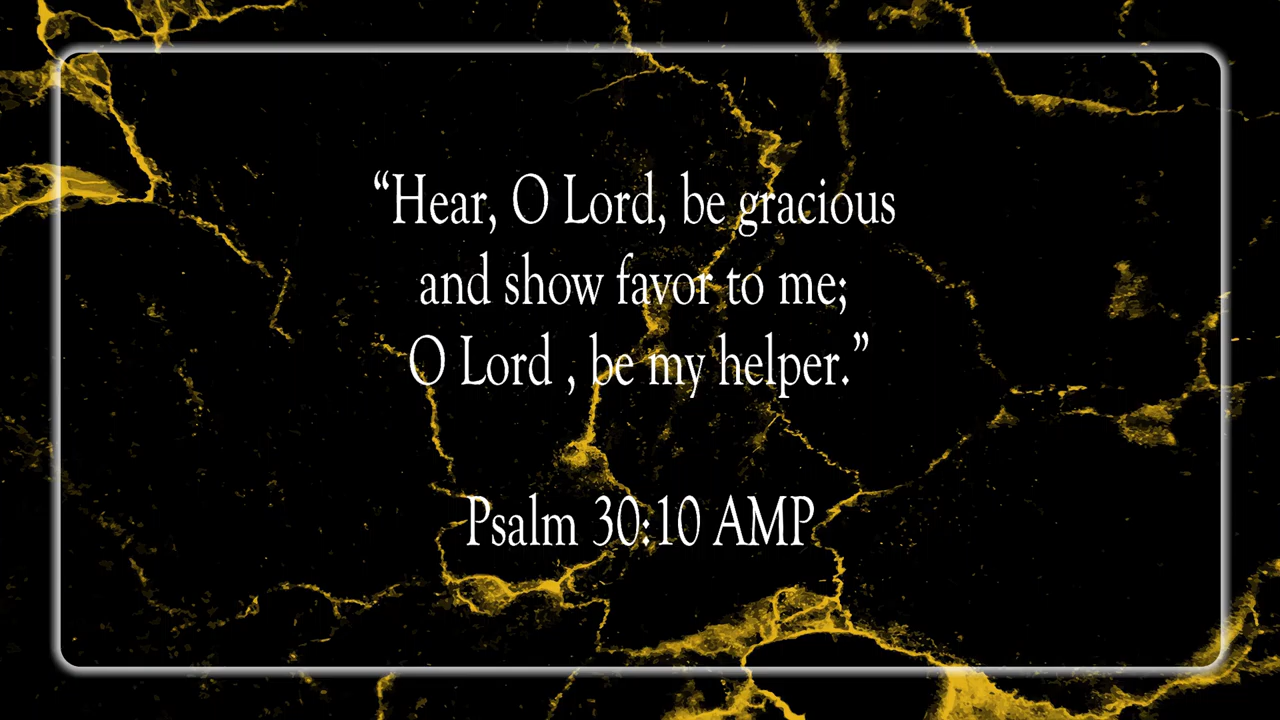 “Hear, O Lord, be gracious
and show favor to me;
O Lord , be my helper.”
Psalm 30:10 AMP